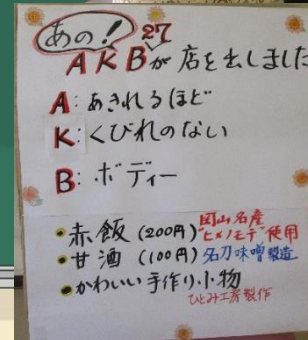 あの!
27
AKBが店を出しました
A:あきれるほど
K:くびれのない
B:ボディー
・赤飯(200円)岡山名産"ヒメノモチ"使用
・甘酒(100円)名刀味噌製造
・かわいい手作り小物
ひとみ工房製作